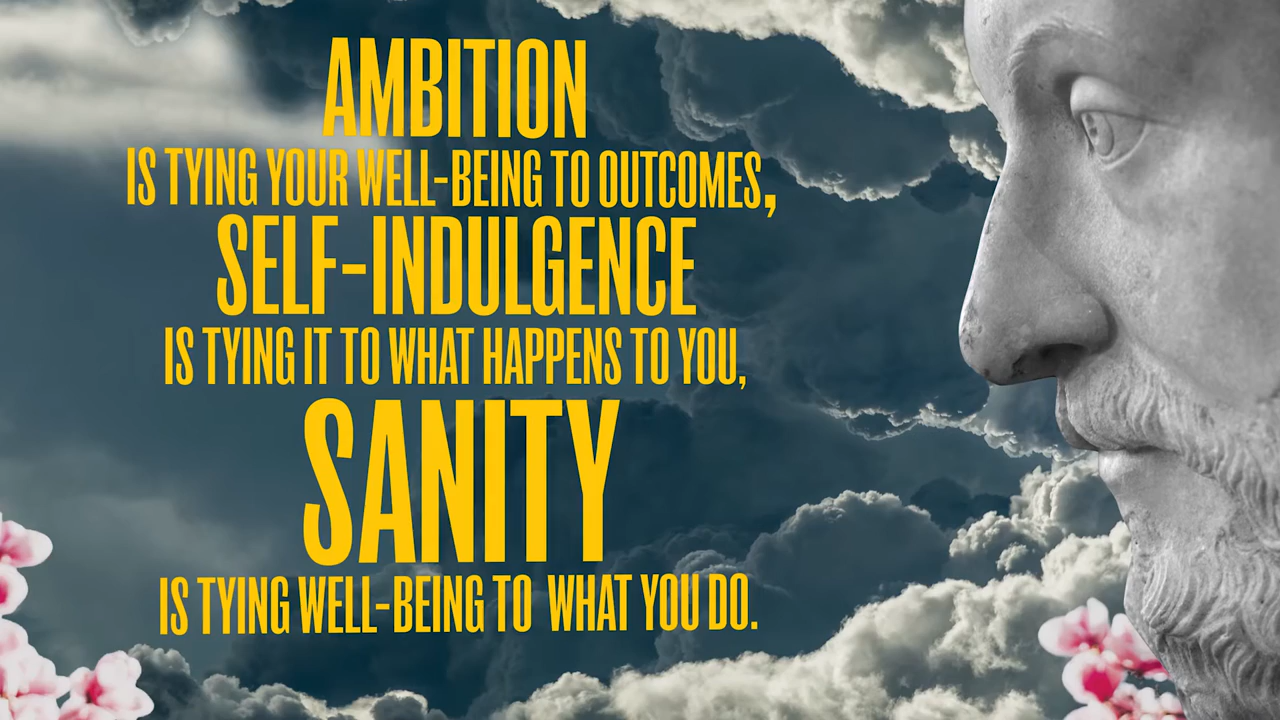 AMBITION
IS TYING YOUR WELL-BEING TO OUTCOMES,
SELF-INDULGENCE
IS TYING IT TO WHAT HAPPENS TO YOU,
SANITY
IS TYING WELL-BEING TO WHAT YOU DO.